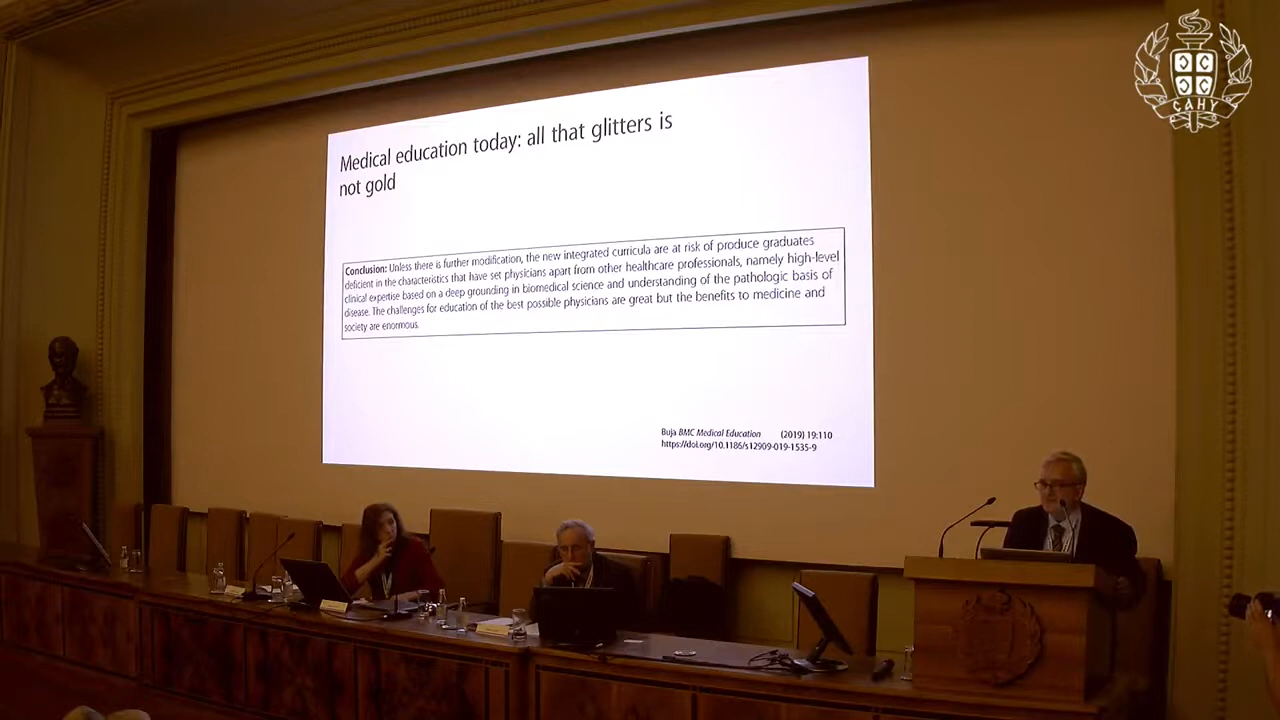 Medical education today: all that glitters is
not gold
Conclusion: Unless there is further modification, the new integrated curricula are at risk of produce graduates
deficient in the characteristics that have set physicians apart from other healthcare professionals, namely high-level
clinical expertise based on a deep grounding in biomedical science and understanding of the pathologic basis of
disease. The challenges for education of the best possible physicians are great but the benefits to medicine and
society are enormous.
Buja BMC Medical Education (2019) 19:110
https://doi.org/10.1186/s12909-019-1535-9
САНУ